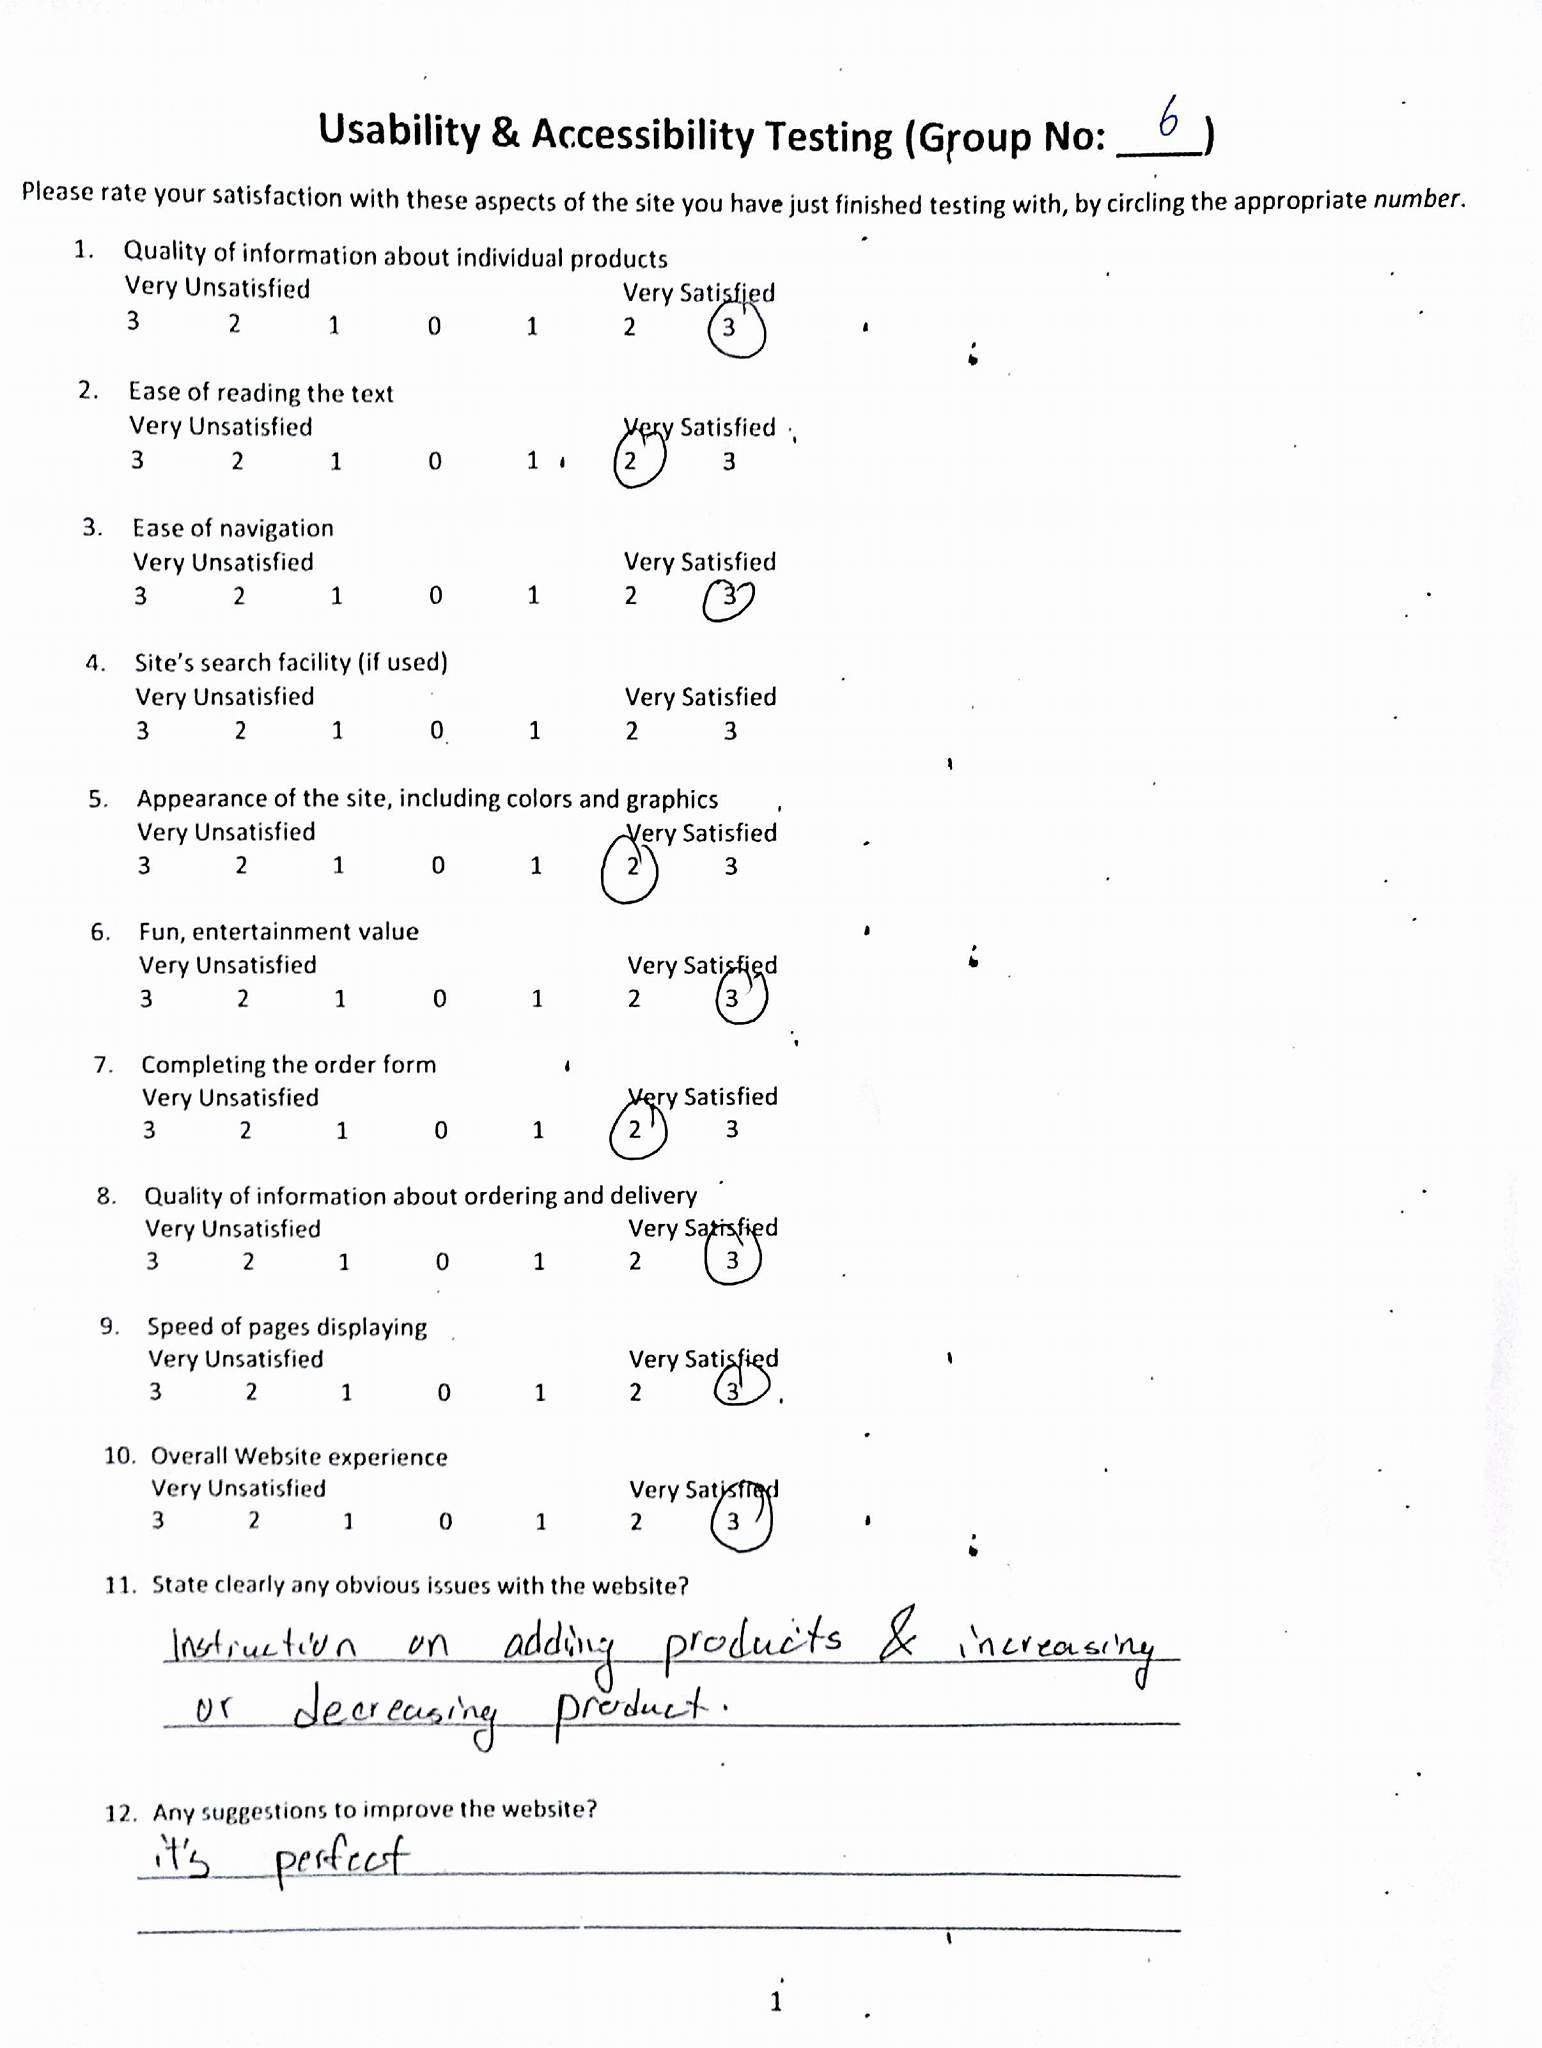 Usability & Accessibility Testing (Group No: 6)
Please rate your satisfaction with these aspects of the site you have just finished testing with, by circling the appropriate number.
1. Quality of information about individual products
Very Unsatisfied Very Satisfied
3 2 1 0 1 2 3
2. Ease of reading the text
Very Unsatisfied Very Satisfied
3 2 1 0 1 2 3
3. Ease of navigation
Very Unsatisfied Very Satisfied
3 2 1 0 1 2 3
4. Site's search facility (if used)
Very Unsatisfied Very Satisfied
3 2 1 0 1 2 3
5. Appearance of the site, including colors and graphics
Very Unsatisfied Very Satisfied
3 2 1 0 1 2 3
6. Fun, entertainment value
Very Unsatisfied Very Satisfied
3 2 1 0 1 2 3
7. Completing the order form
Very Unsatisfied Very Satisfied
3 2 1 0 1 2 3
8. Quality of information about ordering and delivery
Very Unsatisfied Very Satisfied
3 2 1 0 1 2 3
9. Speed of pages displaying
Very Unsatisfied Very Satisfied
3 2 1 0 1 2 3
10. Overall Website experience
Very Unsatisfied Very Satisfied
3 2 1 0 1 2 3
11. State clearly any obvious issues with the website?
Instruction on adding products & increasing
or decreasing product.
12. Any suggestions to improve the website?
it's perfect
1